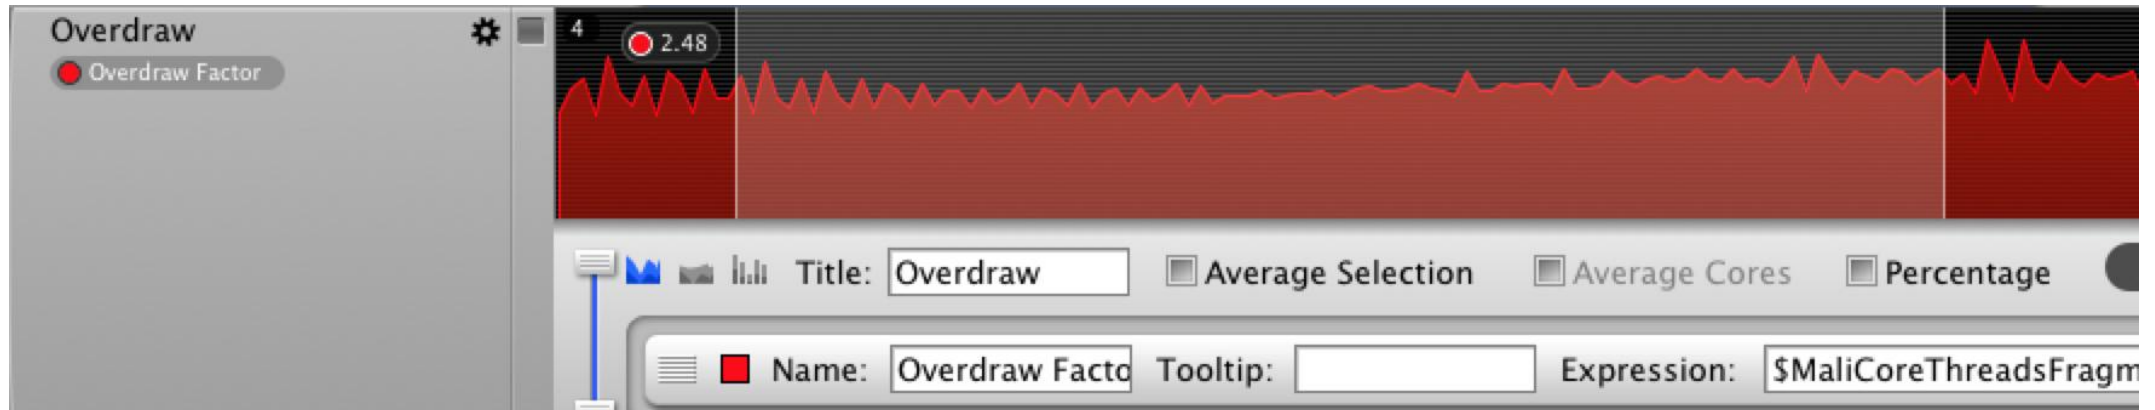 Overdraw
Overdraw Factor
4
2.48
Title: Overdraw Average Selection Average Cores Percentage
Name: Overdraw Facto Tooltip: Expression: $MaliCoreThreadsFragm